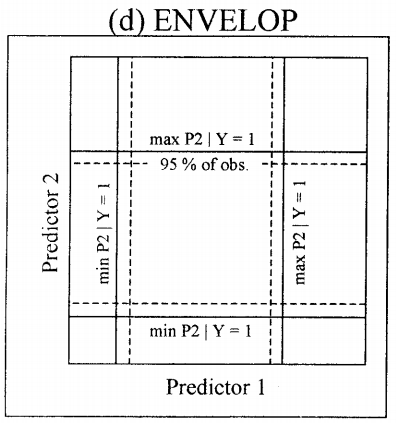 (d) ENVELOP
max P2 | Y = 1
95 % of obs.
Predictor 2
min P2 | Y = 1
max P2 | Y = 1
min P2 | Y = 1
Predictor 1